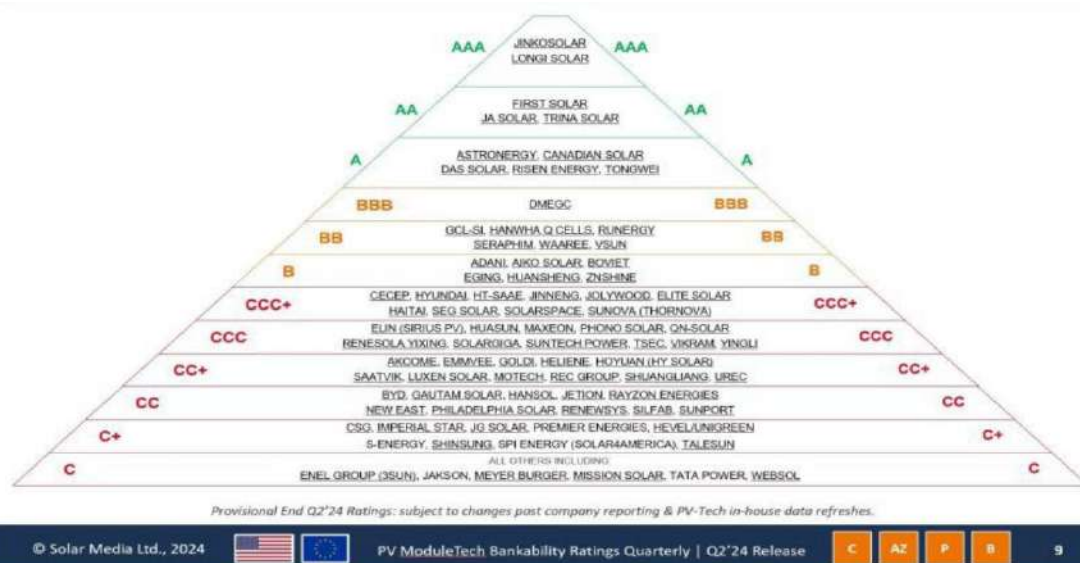 AAA JINKOSOLAR AAA
LONGI SOLAR
AA FIRST SOLAR AA
JA SOLAR, TRINA SOLAR
A ASTRONERGY, CANADIAN SOLAR A
DAS SOLAR, RISEN ENERGY, TONGWEI
BBB DMEGC BBB
BB GCL-SI, HANWHA Q CELLS, RUNERGY BB
SERAPHIM, WAAREE, VSUN
B ADANI, AIKO SOLAR, BOVIET B
EGING, HUANSHENG, ZNSHINE
CCC+ CECEP, HYUNDAI, HT-SAAE, JINNENG, JOLYWOOD, ELITE SOLAR CCC+
HAITAI, SEG SOLAR, SOLARSPACE, SUNOVA (THORNOVA)
CCC ELIN (SIRIUS PV), HUASUN, MAXEON, PHONO SOLAR, QN-SOLAR CCC
RENESOLA YIXING, SOLARGIGA, SUNTECH POWER, TSEC, VIKRAM, YINGLI
CC+ AKCOME, EMMVEE, GOLDI, HELIENE, HOYUAN (HY SOLAR) CC+
SAATVIK, LUXEN SOLAR, MOTECH, REC GROUP, SHUANGLIANG, UREC
CC BYD, GAUTAM SOLAR, HANSOL, JETION, RAYZON ENERGIES CC
NEW EAST, PHILADELPHIA SOLAR, RENEWSYS, SILFAB, SUNPORT
C+ CSG, IMPERIAL STAR, JG SOLAR, PREMIER ENERGIES, HEVEL/UNIGREEN C+
S-ENERGY, SHINSUNG, SPI ENERGY (SOLAR4AMERICA), TALESUN
ALL OTHERS INCLUDING
C ENEL GROUP (3SUN), JAKSON, MEYER BURGER, MISSION SOLAR, TATA POWER, WEBSOL C
Provisional End Q2'24 Ratings: subject to changes post company reporting & PV-Tech in-house data refreshes.
© Solar Media Ltd., 2024 PV ModuleTech Bankability Ratings Quarterly | Q2'24 Release C AZ P B 9